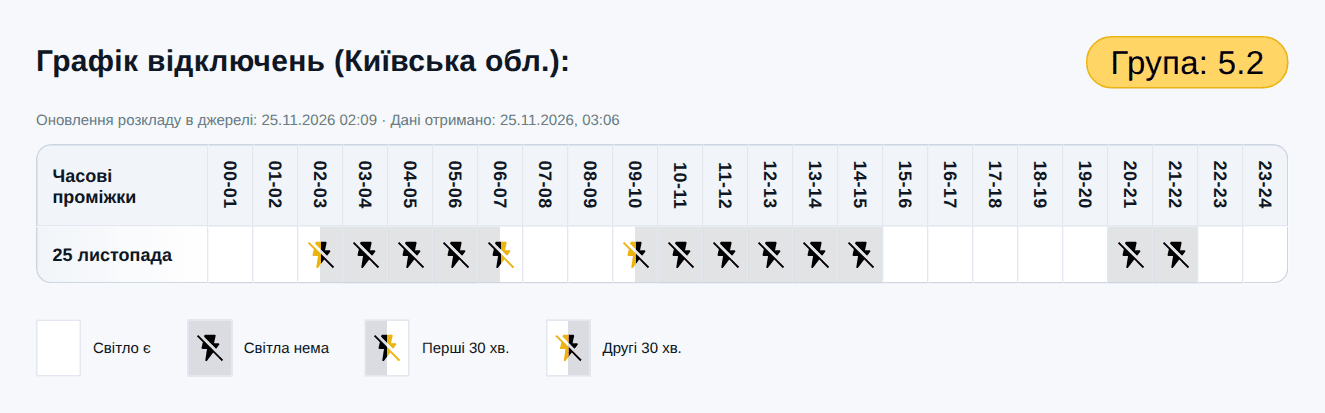 Графік відключень (Київська обл.):
Група: 5.2
Оновлення розкладу в джерелі: 25.11.2026 02:09 · Дані отримано: 25.11.2026, 03:06
Часові
проміжки
00-01
01-02
02-03
03-04
04-05
05-06
06-07
07-08
08-09
09-10
10-11
11-12
12-13
13-14
14-15
15-16
16-17
17-18
18-19
19-20
20-21
21-22
22-23
23-24
25 листопада
Світло є
Світла нема
Перші 30 хв.
Другі 30 хв.